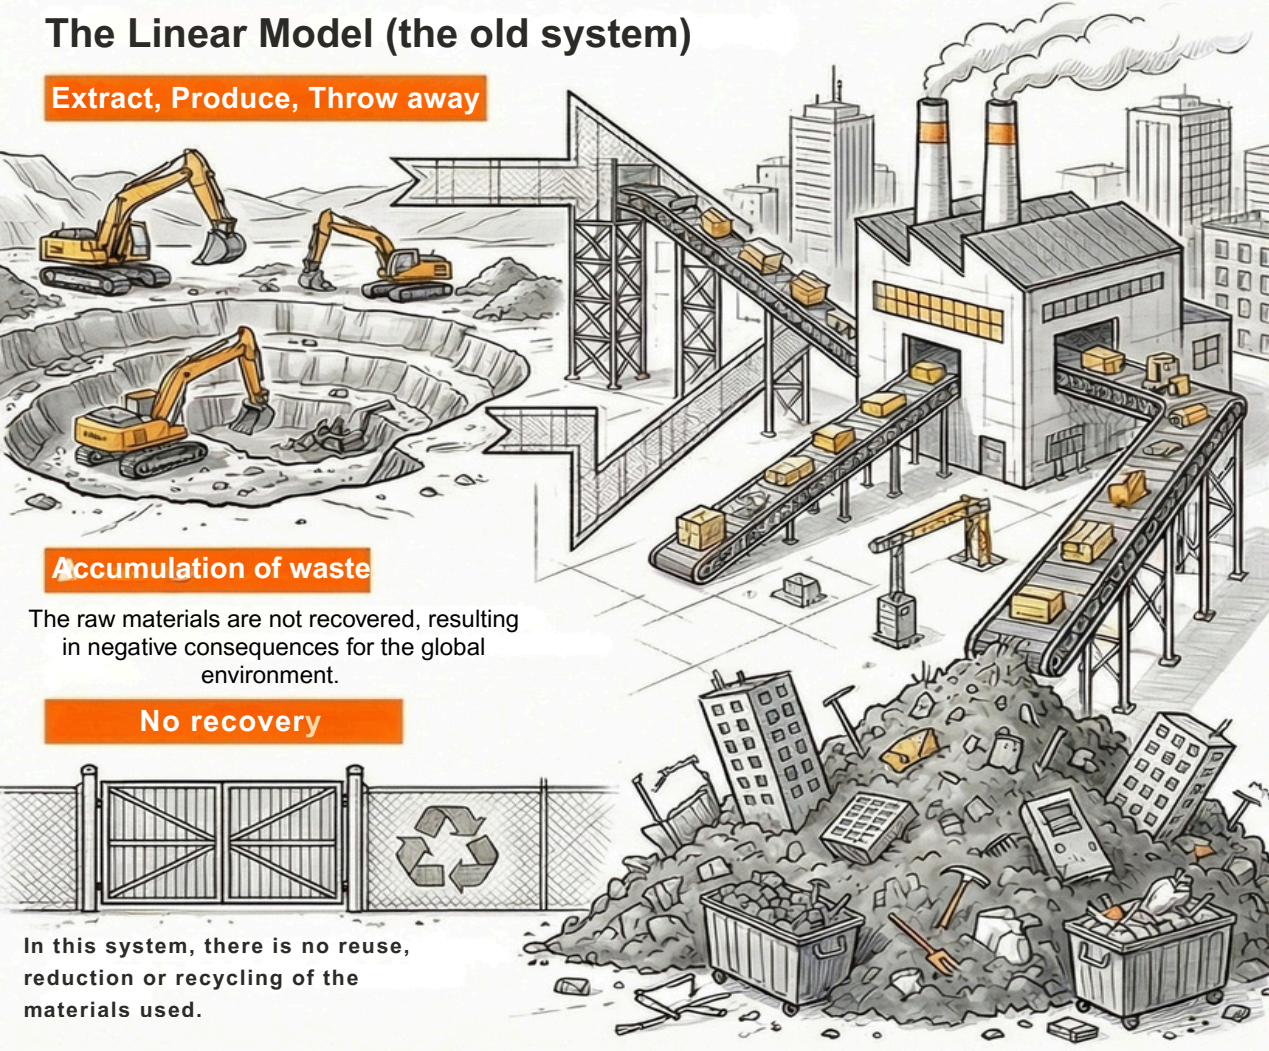 The Linear Model (the old system)
Extract, Produce, Throw away
Accumulation of waste
The raw materials are not recovered, resulting
in negative consequences for the global
environment.
No recovery
In this system, there is no reuse,
reduction or recycling of the
materials used.